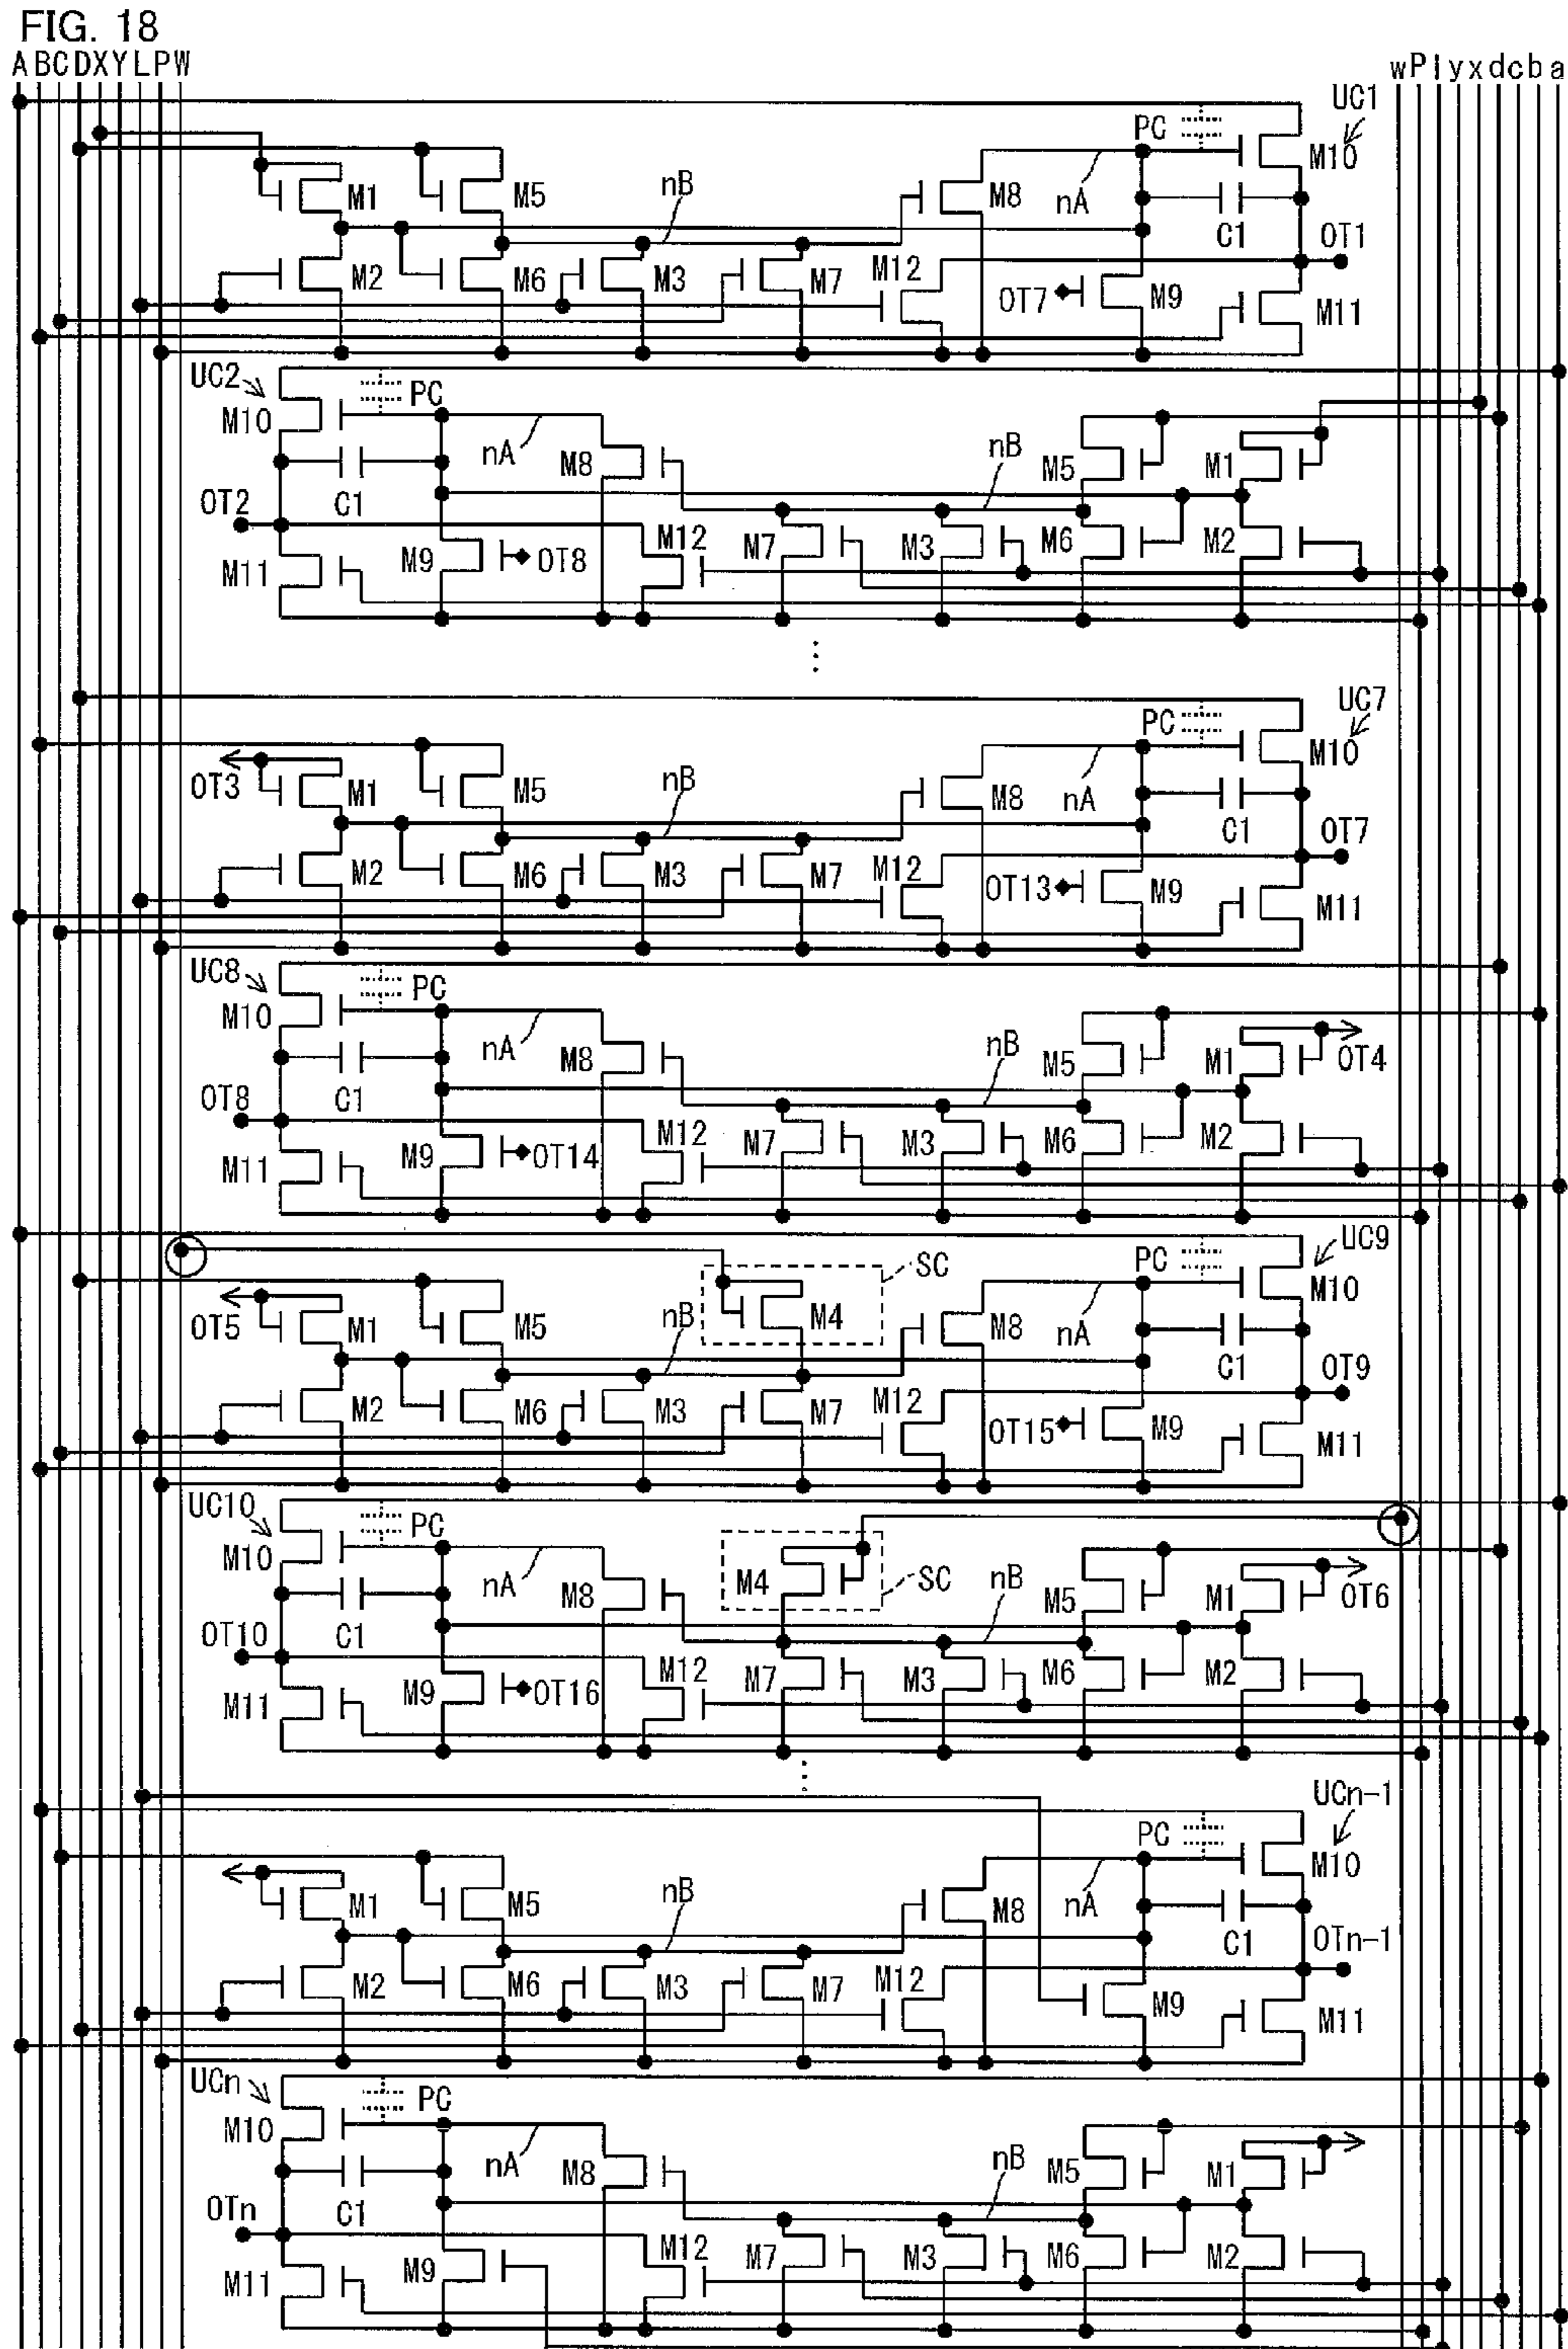 FIG. 18
A B C D X Y L P W
w P l y x d c b a
UC1
PC
M10
M1
M5
nB
M8
nA
C1
OT1
M2
M6
M3
M7
M12
OT7
M9
M11
UC2
PC
M10
nA
M8
nB
M5
M1
OT2
C1
M11
M9
OT8
M12
M7
M3
M6
M2
UC7
PC
M10
OT3
M1
M5
nB
M8
nA
C1
OT7
M2
M6
M3
M7
M12
OT13
M9
M11
UC8
PC
M10
nA
M8
nB
M5
M1
OT4
OT8
C1
M11
M9
OT14
M12
M7
M3
M6
M2
UC9
SC
PC
M10
OT5
M1
M5
nB
M4
M8
nA
C1
OT9
M2
M6
M3
M7
M12
OT15
M9
M11
UC10
PC
M10
nA
M8
M4
SC
nB
M5
M1
OT6
OT10
C1
M11
M9
OT16
M12
M7
M3
M6
M2
UCn-1
PC
M10
M1
M5
nB
M8
nA
C1
OTn-1
M2
M6
M3
M7
M12
M9
M11
UCn
PC
M10
nA
M8
nB
M5
M1
OTn
C1
M11
M9
M12
M7
M3
M6
M2